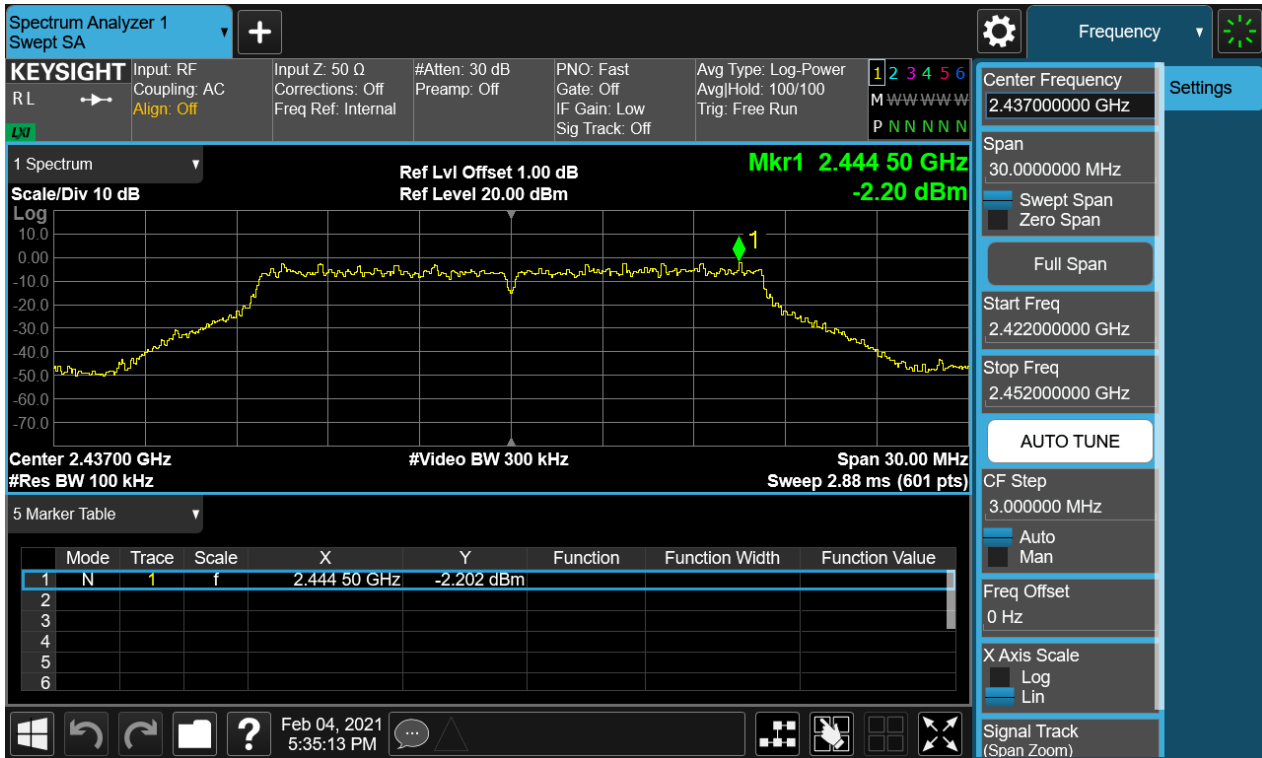 Spectrum Analyzer 1
Swept SA
+
Frequency
KEYSIGHT
R L
LXI
Input: RF
Coupling: AC
Align: Off
Input Z: 50 Ω
Corrections: Off
Freq Ref: Internal
#Atten: 30 dB
Preamp: Off
PNO: Fast
Gate: Off
IF Gain: Low
Sig Track: Off
Avg Type: Log-Power
Avg|Hold: 100/100
Trig: Free Run
1 2 3 4 5 6
M W W W W W
P N N N N N
1 Spectrum
Scale/Div 10 dB
Ref Lvl Offset 1.00 dB
Ref Level 20.00 dBm
Mkr1 2.444 50 GHz
-2.20 dBm
Log
10.0
0.00
-10.0
-20.0
-30.0
-40.0
-50.0
-60.0
-70.0
1
Center 2.43700 GHz
#Video BW 300 kHz
Span 30.00 MHz
#Res BW 100 kHz
Sweep 2.88 ms (601 pts)
5 Marker Table
Mode Trace Scale X Y Function Function Width Function Value
1 N 1 f 2.444 50 GHz -2.202 dBm
2
3
4
5
6
?
Feb 04, 2021
5:35:13 PM
Settings
Center Frequency
2.437000000 GHz
Span
30.0000000 MHz
Swept Span
Zero Span
Full Span
Start Freq
2.422000000 GHz
Stop Freq
2.452000000 GHz
AUTO TUNE
CF Step
3.000000 MHz
Auto
Man
Freq Offset
0 Hz
X Axis Scale
Log
Lin
Signal Track
(Span Zoom)